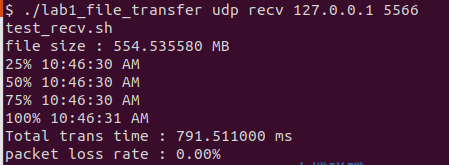 $ ./lab1_file_transfer udp recv 127.0.0.1 5566
test_recv.sh
file size : 554.535580 MB
25% 10:46:30 AM
50% 10:46:30 AM
75% 10:46:30 AM
100% 10:46:31 AM
Total trans time : 791.511000 ms
packet loss rate : 0.00%